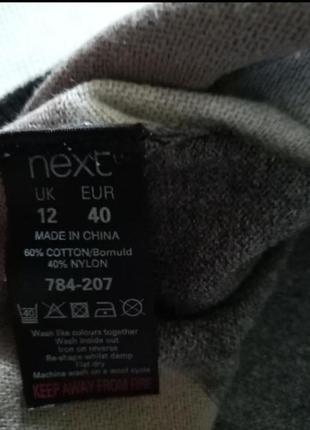 next
UK EUR
12 40
MADE IN CHINA
60% COTTON/Bomuld
40% NYLON
784-207
Wash like colours together
Wash inside out
Iron on reverse
Re-shape whilst damp
flat dry
Machine wash on a wool cycle
KEEP AWAY FROM FIRE